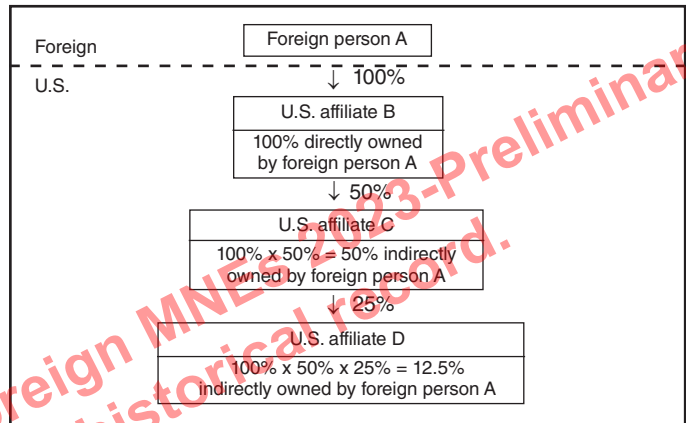 Foreign
Foreign person A
↓ 100%
U.S.
U.S. affiliate B
100% directly owned
by foreign person A
↓ 50%
U.S. affiliate C
100% x 50% = 50% indirectly
owned by foreign person A
↓ 25%
U.S. affiliate D
100% x 50% x 25% = 12.5%
indirectly owned by foreign person A
reign MNEs 2023-Preliminar
historical record.